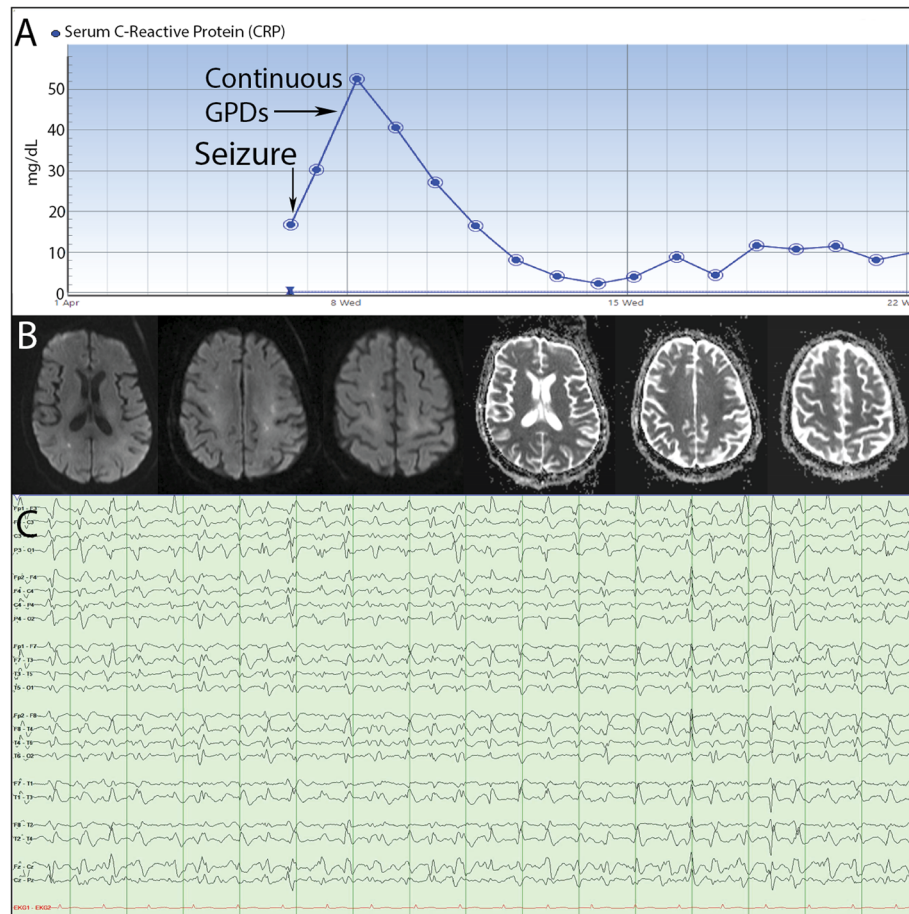 A
Serum C-Reactive Protein (CRP)
Continuous
GPDs
Seizure
mg/dL
50
40
30
20
10
0
1 Apr
8 Wed
15 Wed
22 W
B
C
Fp1 - F3
C3
P3 - O1
Fp2 - F4
F4 - C4
C4 - P4
P4 - O2
Fp1 - F7
F7 - T3
T3 - T5
T5 - O1
Fp2 - F8
F8 - T4
T4 - T6
T6 - O2
F7 - T1
T1 - T3
F8 - T2
T2 - T4
Fz - Cz
Cz - Pz
EKG1 - EKG2